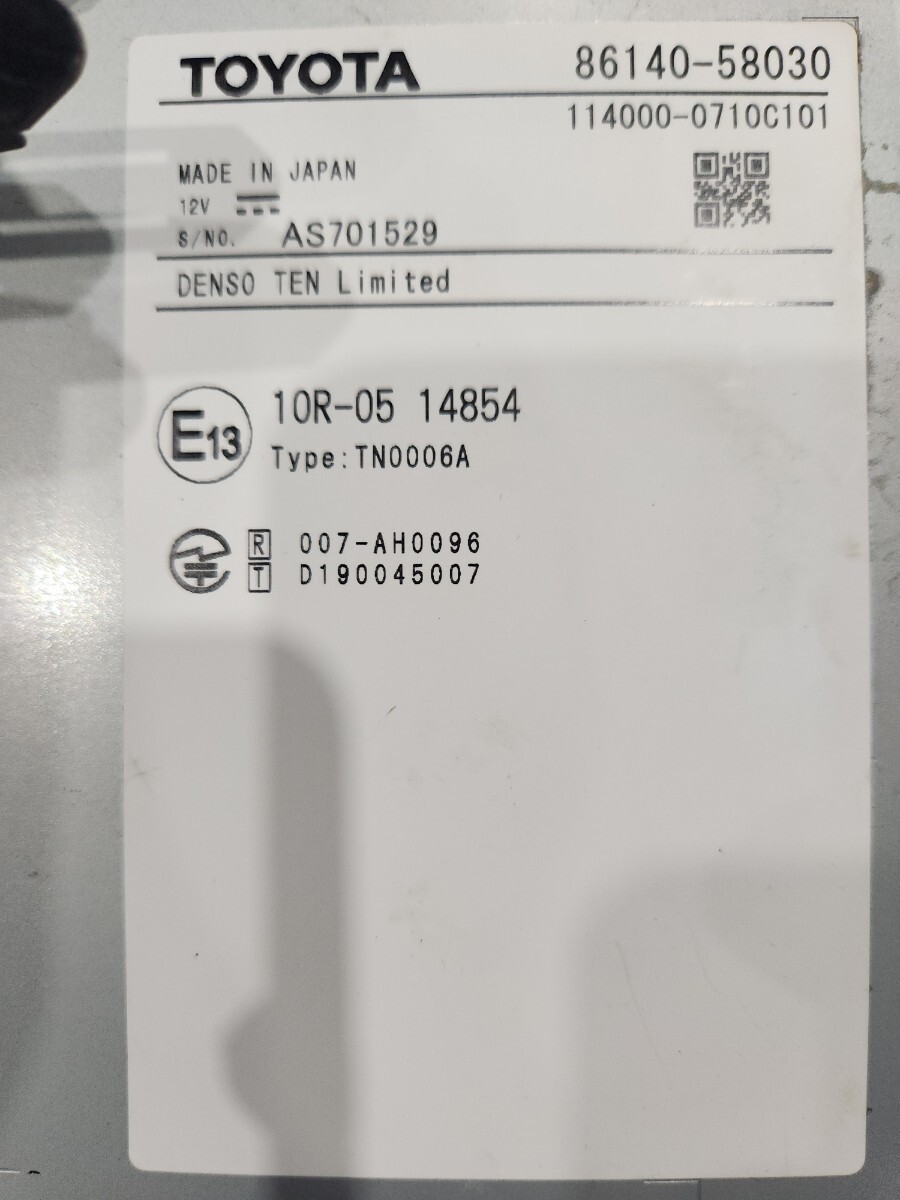 TOYOTA 86140-58030
114000-0710C101
MADE IN JAPAN
12V
S/NO. AS701529
DENSO TEN Limited
E13 10R-05 14854
Type:TN0006A
R 007-AH0096
T D190045007